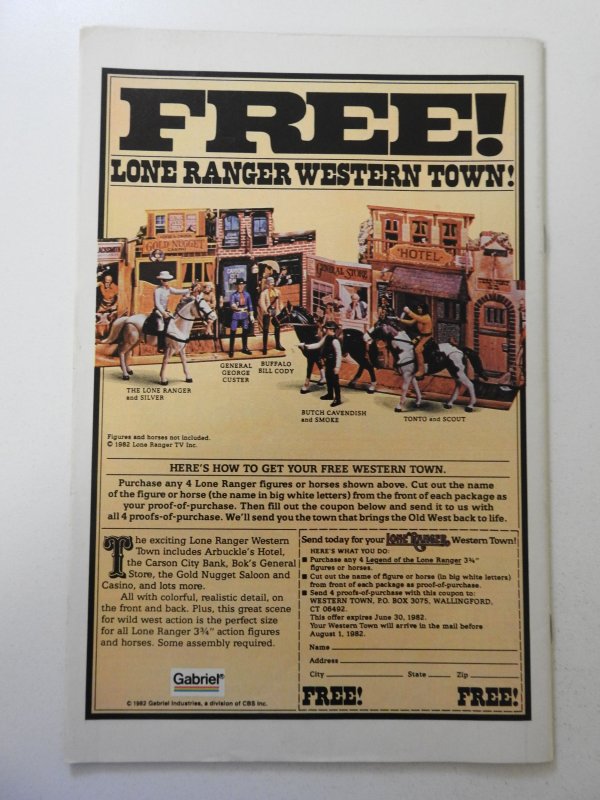 FREE!
LONE RANGER WESTERN TOWN!
GOLD NUGGET
CASINO
CARSON
GENERAL STORE
HOTEL
THE LONE RANGER
and SILVER
GENERAL
GEORGE
CUSTER
BUFFALO
BILL CODY
BUTCH CAVENDISH
and SMOKE
TONTO and SCOUT
Figures and horses not included.
© 1982 Lone Ranger TV Inc.
HERE'S HOW TO GET YOUR FREE WESTERN TOWN.
Purchase any 4 Lone Ranger figures or horses shown above. Cut out the name
of the figure or horse (the name in big white letters) from the front of each package as
your proof-of-purchase. Then fill out the coupon below and send it to us with
all 4 proofs-of-purchase. We'll send you the town that brings the Old West back to life.
The exciting Lone Ranger Western
Town includes Arbuckle's Hotel,
the Carson City Bank, Bok's General
Store, the Gold Nugget Saloon and
Casino, and lots more.
All with colorful, realistic detail, on
the front and back. Plus, this great scene
for wild west action is the perfect size
for all Lone Ranger 3¾" action figures
and horses. Some assembly required.
Gabriel®
© 1982 Gabriel Industries, a division of CBS Inc.
Send today for your LONE RANGER Western Town!
HERE'S WHAT YOU DO:
■ Purchase any 4 Legend of the Lone Ranger 3¾"
figures or horses.
■ Cut out the name of figure or horse (in big white letters)
from the front of each package as proof-of-purchase.
■ Send 4 proofs-of-purchase with this coupon to:
WESTERN TOWN, P.O. BOX 3075, WALLINGFORD,
CT 06492.
This offer expires June 30, 1982.
Your Western Town will arrive in the mail before
August 1, 1982.
Name
Address
City State Zip
FREE! FREE!